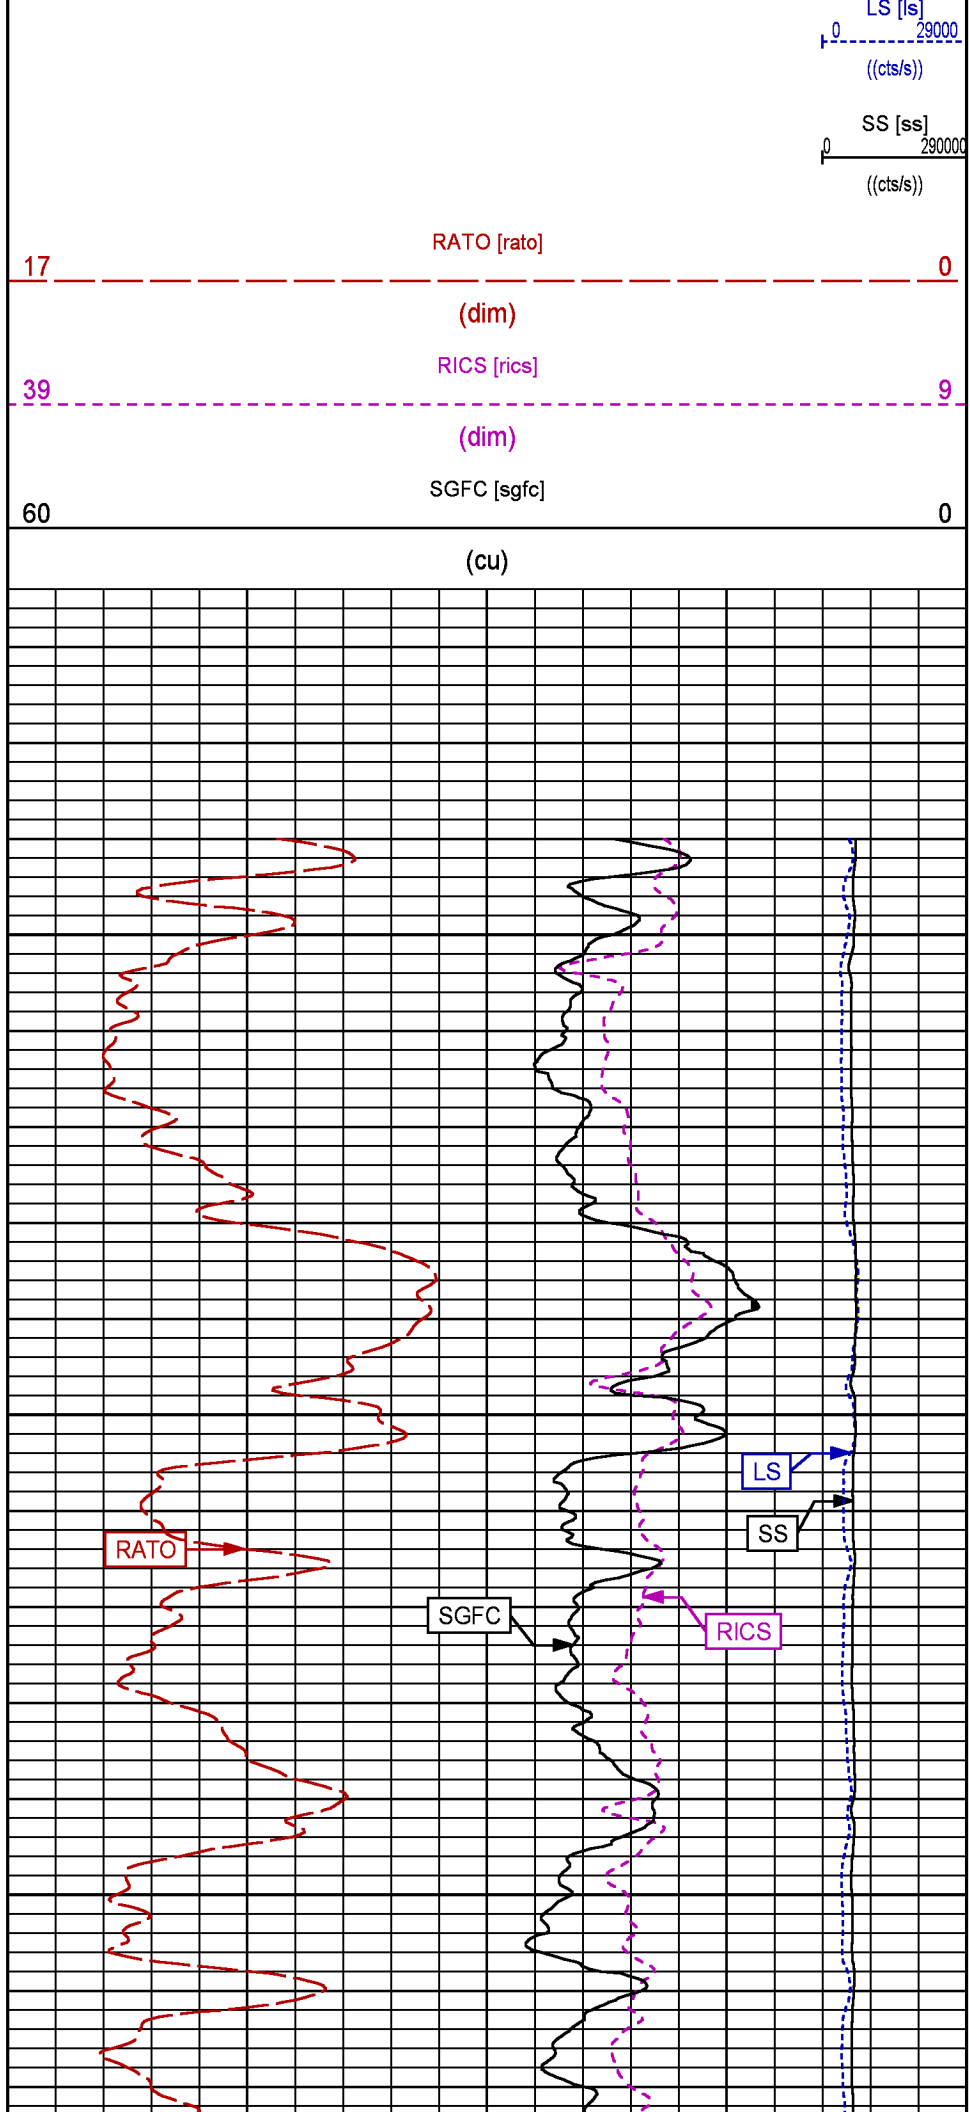 LS [ls]
0 29000
((cts/s))
SS [ss]
0 290000
((cts/s))
RATO [rato]
17 0
(dim)
RICS [rics]
39 9
(dim)
SGFC [sgfc]
60 0
(cu)
LS
SS
RATO
SGFC
RICS